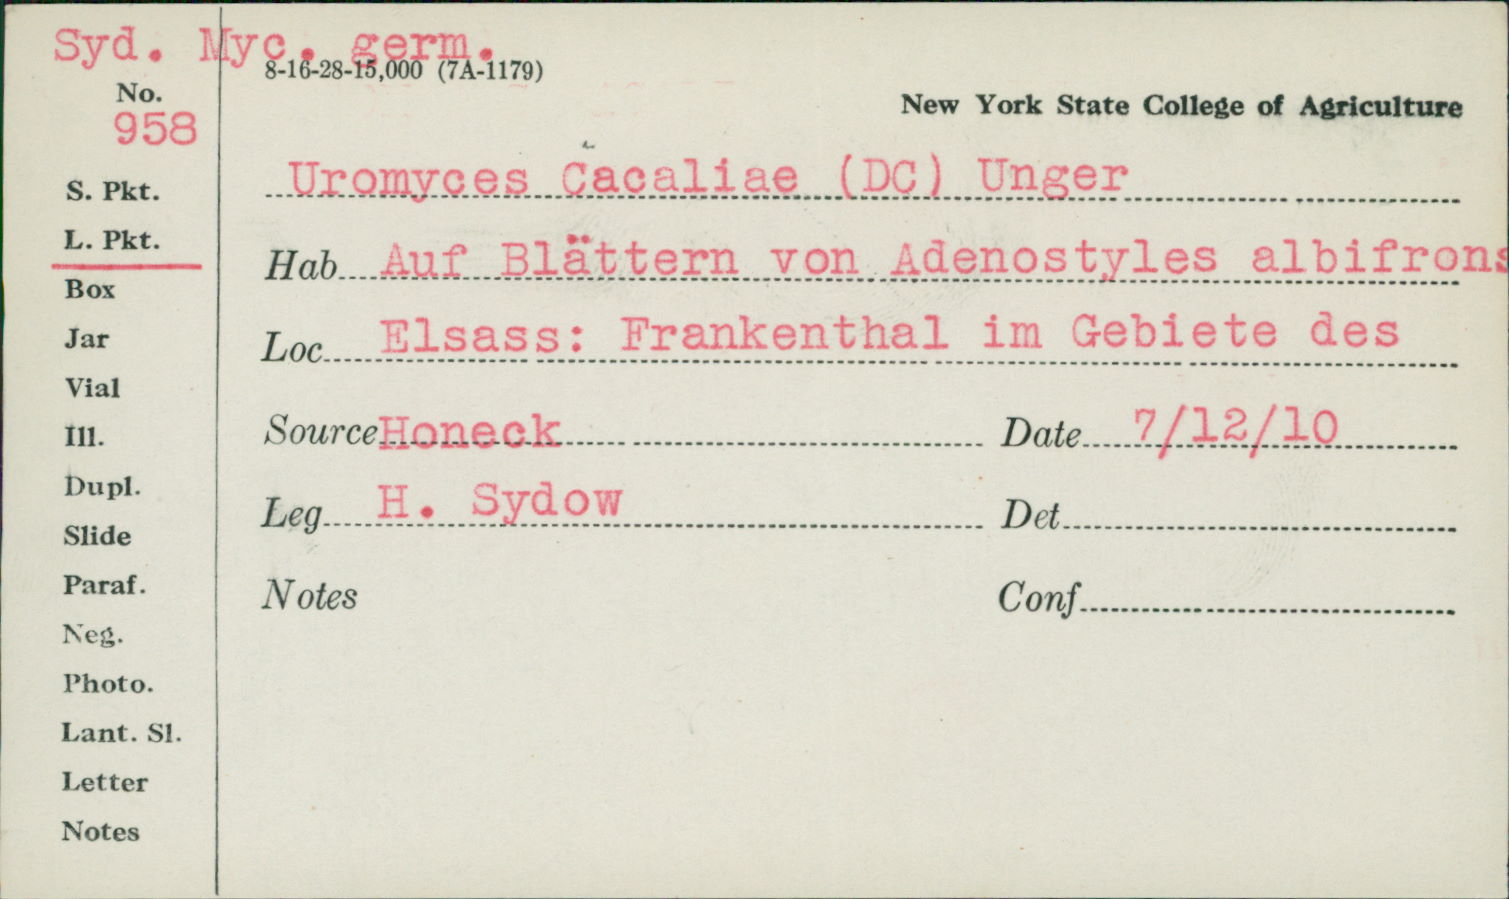 Syd. Myc. germ.
8-16-28-15,000 (7A-1179)
No.
958
New York State College of Agriculture
Uromyces Cacaliae (DC) Unger
Hab Auf Blättern von Adenostyles albifrons
Loc Elsass: Frankenthal im Gebiete des
Source Honeck Date 7/12/10
Leg H. Sydow Det
Notes Conf
S. Pkt.
L. Pkt.
Box
Jar
Vial
Ill.
Dupl.
Slide
Paraf.
Neg.
Photo.
Lant. Sl.
Letter
Notes